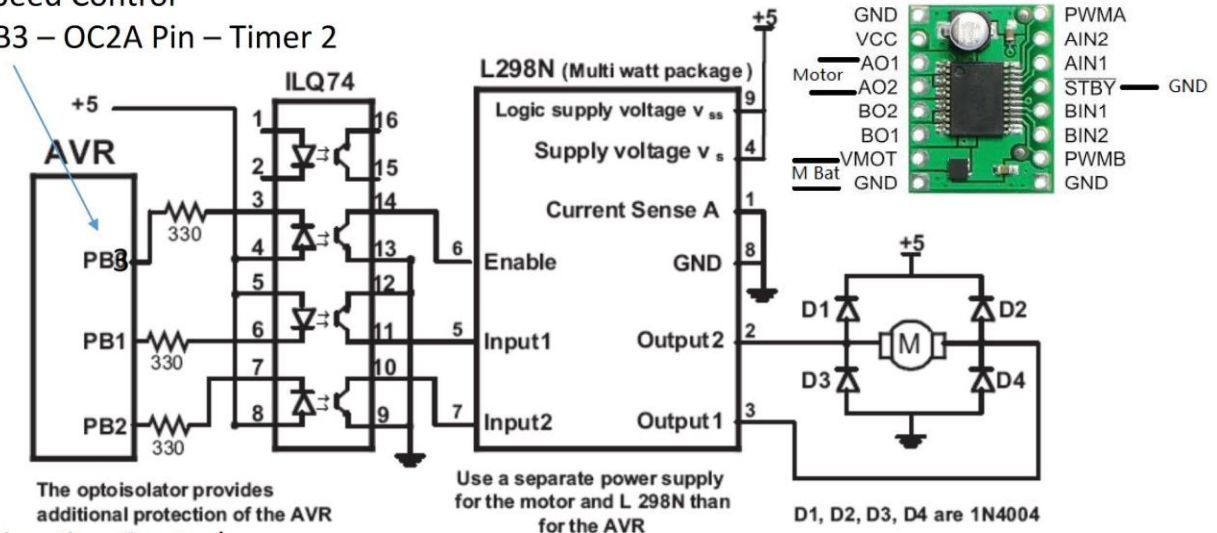 B3 – OC2A Pin – Timer 2
+5
AVR
PB3
PB1
PB2
330
330
330
ILQ74
1
2
3
4
5
6
7
8
16
15
14
13
12
11
10
9
The optoisolator provides
additional protection of the AVR
L298N (Multi watt package)
Logic supply voltage v ss
Supply voltage v s
Current Sense A
GND
Enable
Input1
Input2
Output2
Output1
6
5
7
9
4
1
8
2
3
+5
Use a separate power supply
for the motor and L 298N than
for the AVR
GND
VCC
AO1
AO2
BO2
BO1
VMOT
GND
Motor
M Bat
PWMA
AIN2
AIN1
STBY
GND
BIN1
BIN2
PWMB
GND
+5
D1
D2
M
D3
D4
D1, D2, D3, D4 are 1N4004